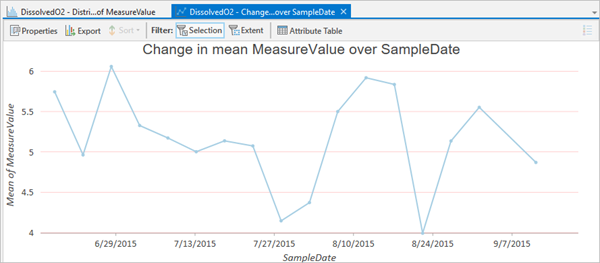 DissolvedO2 - Distri...of MeasureValue
DissolvedO2 - Change...over SampleDate
Properties Export Sort Filter: Selection Extent Attribute Table
Change in mean MeasureValue over SampleDate
Mean of MeasureValue
6
5.5
5
4.5
4
6/29/2015 7/13/2015 7/27/2015 8/10/2015 8/24/2015 9/7/2015
SampleDate